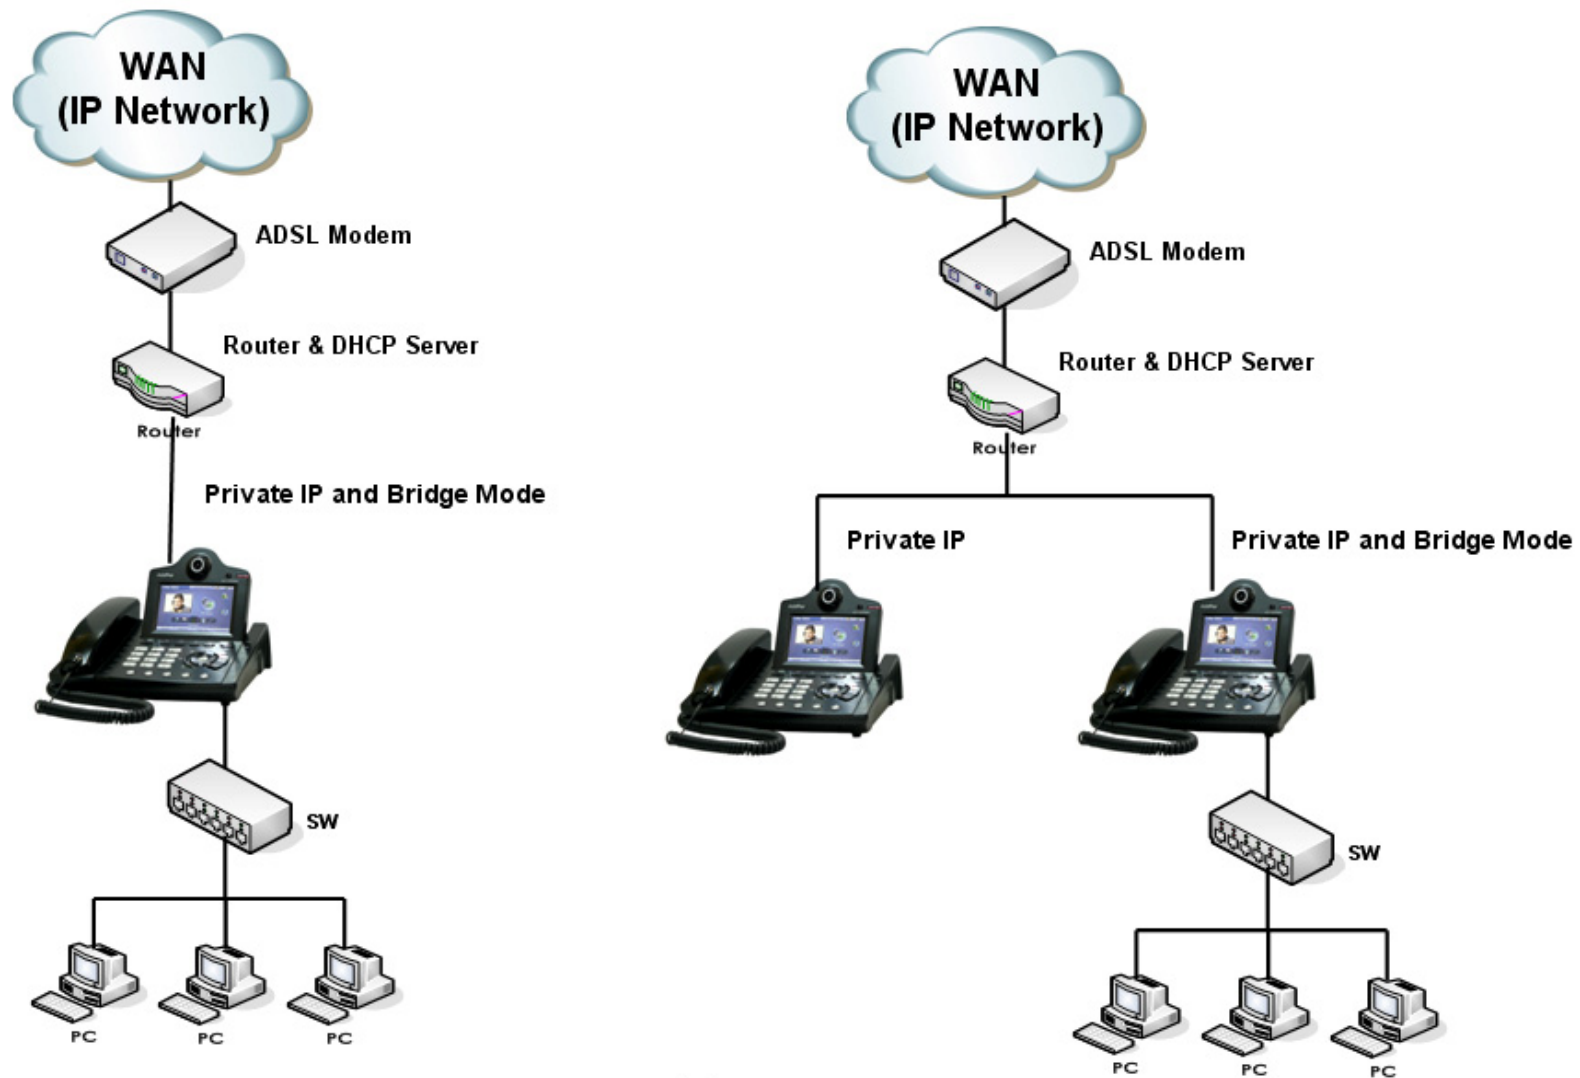 WAN
(IP Network)
ADSL Modem
Router & DHCP Server
Router
Private IP and Bridge Mode
SW
PC
PC
PC
WAN
(IP Network)
ADSL Modem
Router & DHCP Server
Router
Private IP
Private IP and Bridge Mode
SW
PC
PC
PC